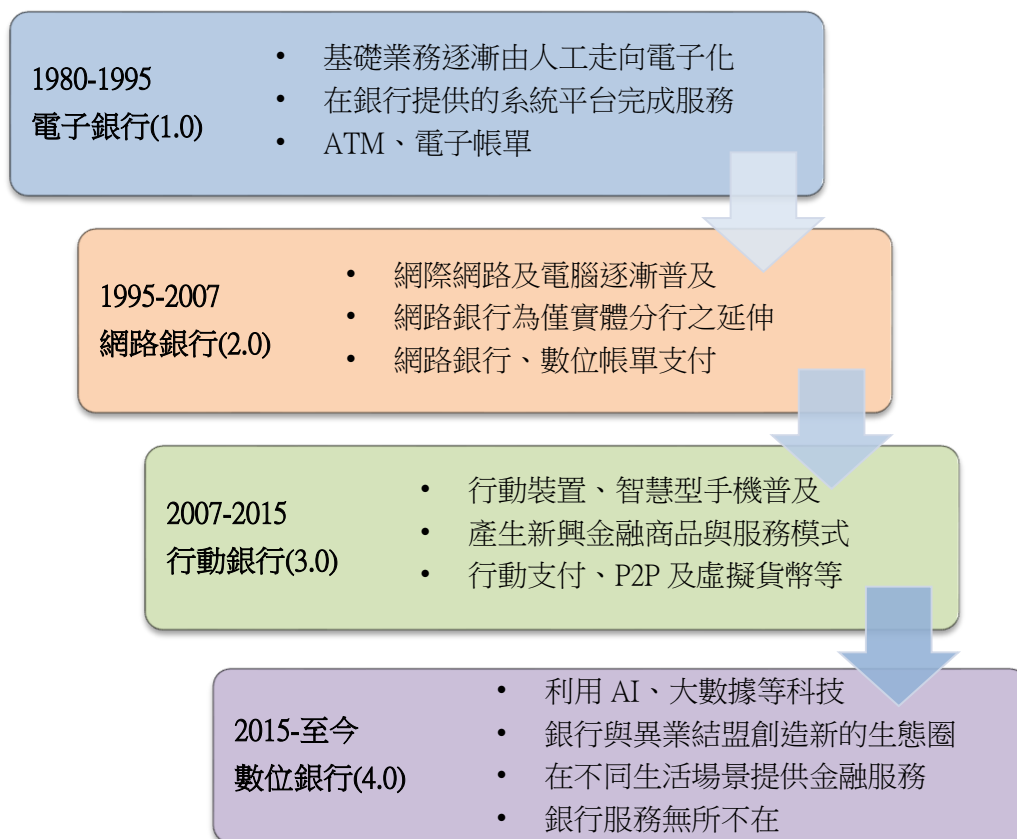 1980-1995
電子銀行(1.0)
• 基礎業務逐漸由人工走向電子化
• 在銀行提供的系統平台完成服務
• ATM、電子帳單
1995-2007
網路銀行(2.0)
• 網際網路及電腦逐漸普及
• 網路銀行為僅實體分行之延伸
• 網路銀行、數位帳單支付
2007-2015
行動銀行(3.0)
• 行動裝置、智慧型手機普及
• 產生新興金融商品與服務模式
• 行動支付、P2P 及虛擬貨幣等
2015-至今
數位銀行(4.0)
• 利用 AI、大數據等科技
• 銀行與異業結盟創造新的生態圈
• 在不同生活場景提供金融服務
• 銀行服務無所不在